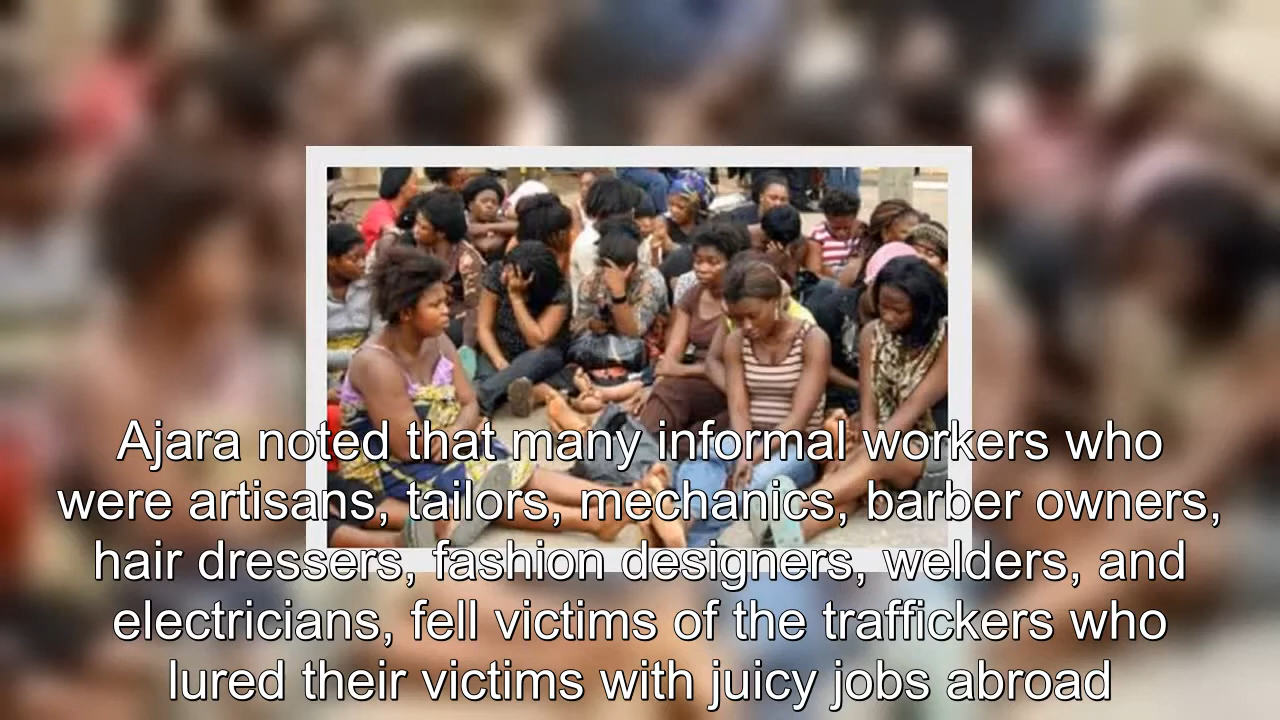 Ajara noted that many informal workers who
were artisans, tailors, mechanics, barber owners,
hair dressers, fashion designers, welders, and
electricians, fell victims of the traffickers who
lured their victims with juicy jobs abroad